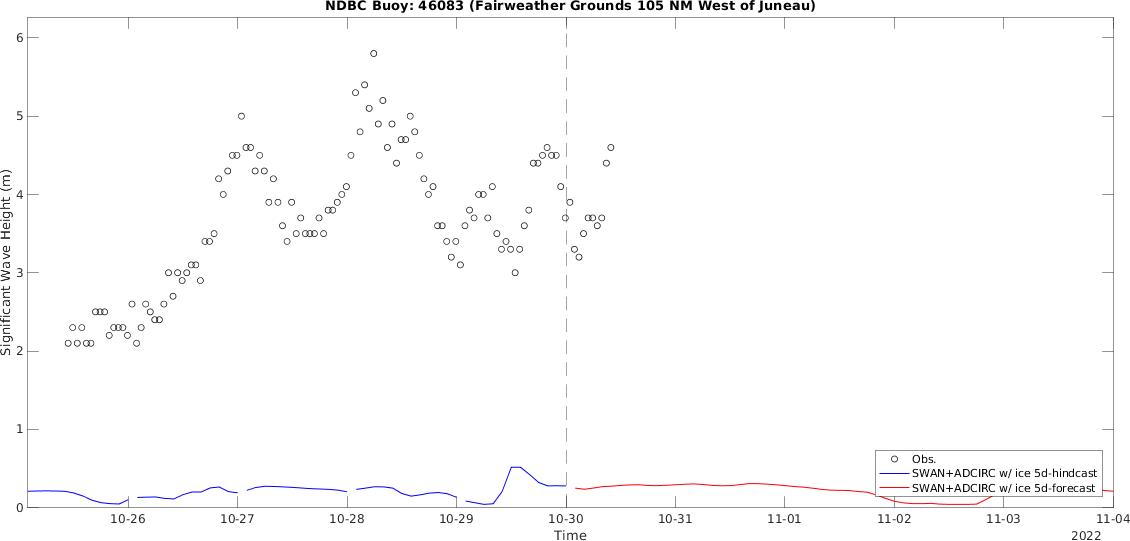 NDBC Buoy: 46083 (Fairweather Grounds 105 NM West of Juneau)
Significant Wave Height (m)
6
5
4
3
2
1
0
Obs.
SWAN+ADCIRC w/ ice 5d-hindcast
SWAN+ADCIRC w/ ice 5d-forecast
10-26 10-27 10-28 10-29 10-30 10-31 11-01 11-02 11-03 11-04
Time
2022